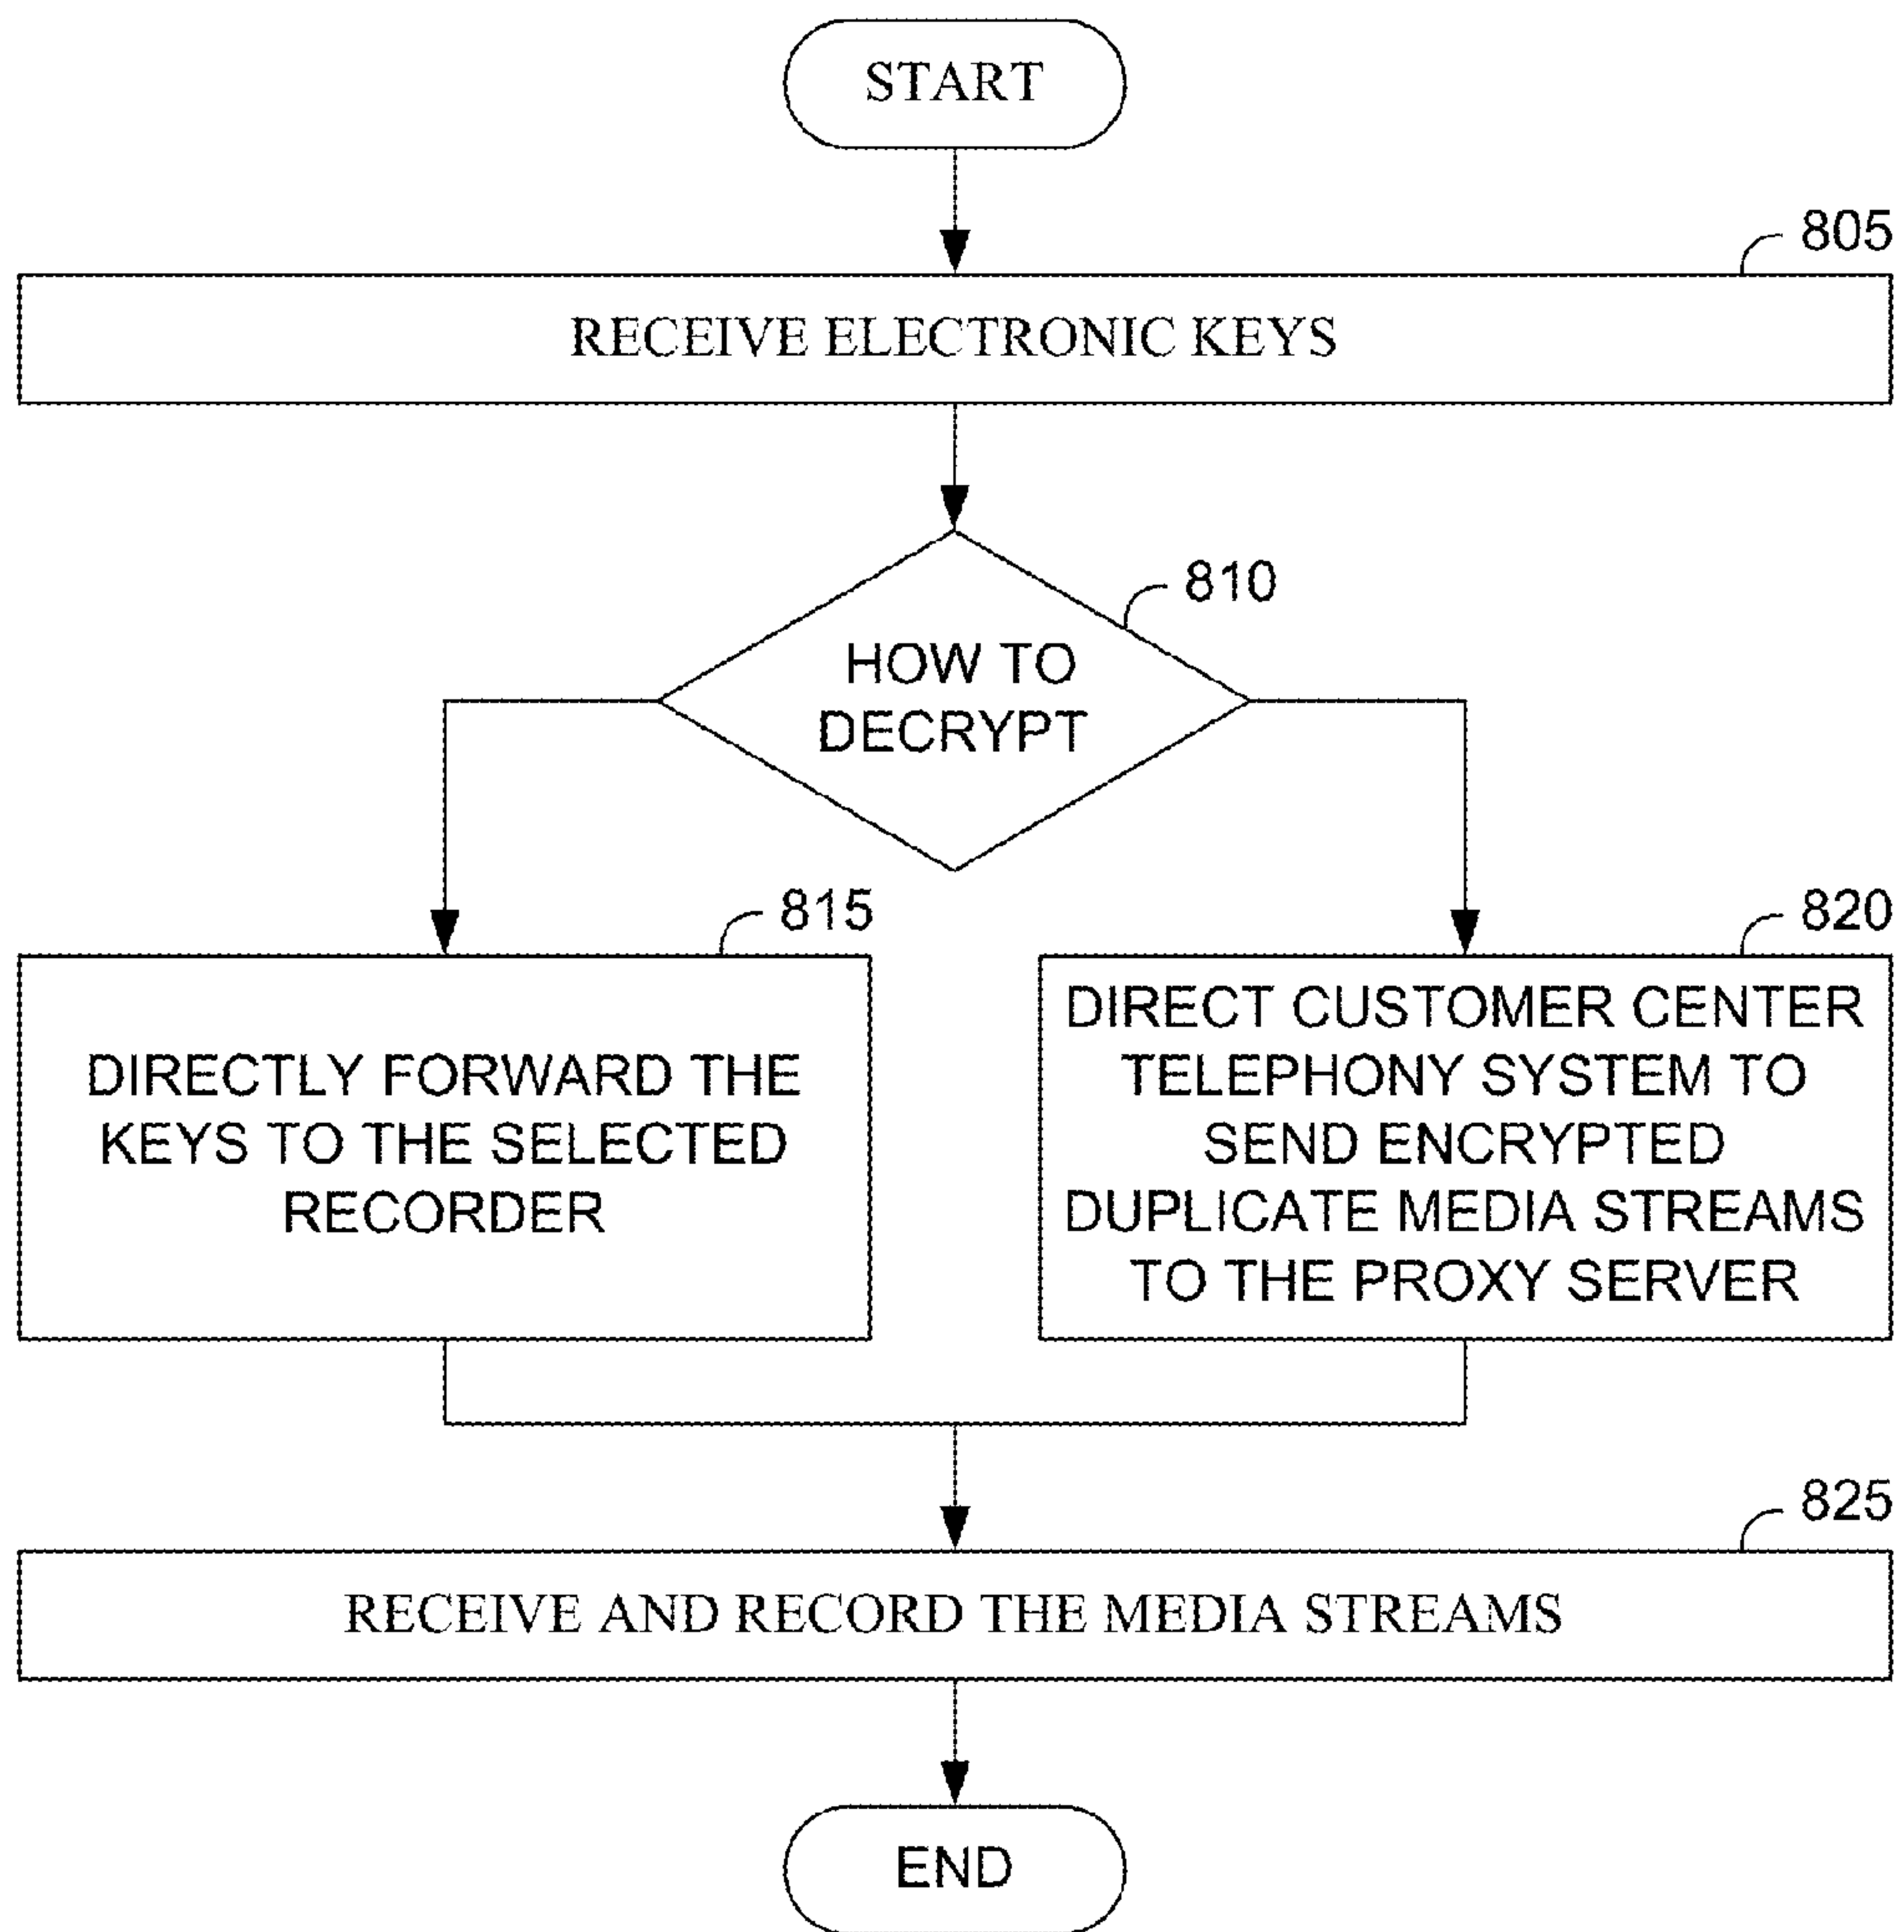 START
805
RECEIVE ELECTRONIC KEYS
810
HOW TO
DECRYPT
815
DIRECTLY FORWARD THE
KEYS TO THE SELECTED
RECORDER
820
DIRECT CUSTOMER CENTER
TELEPHONY SYSTEM TO
SEND ENCRYPTED
DUPLICATE MEDIA STREAMS
TO THE PROXY SERVER
825
RECEIVE AND RECORD THE MEDIA STREAMS
END